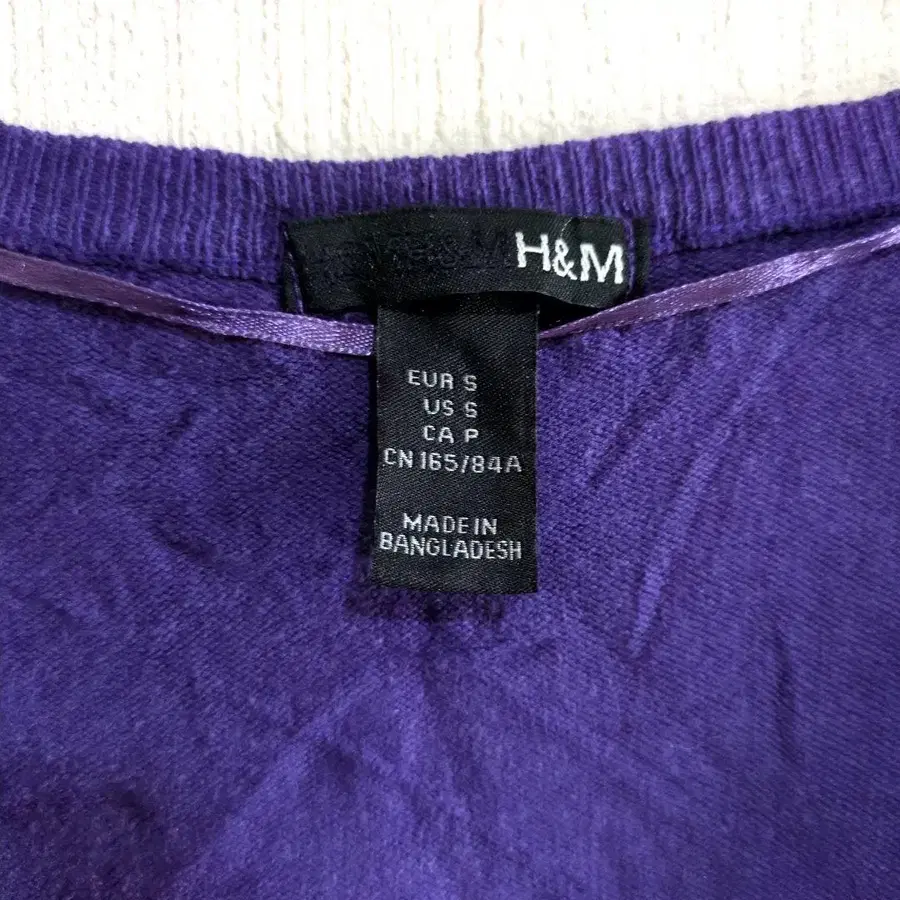 H&M
EUR S
US S
CA P
CN 165/84A
MADE IN
BANGLADESH